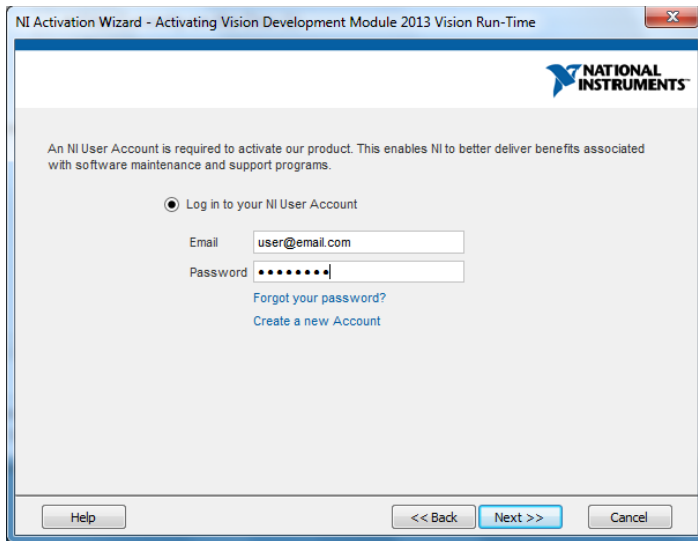 NI Activation Wizard - Activating Vision Development Module 2013 Vision Run-Time
NATIONAL
INSTRUMENTS™
An NI User Account is required to activate our product. This enables NI to better deliver benefits associated
with software maintenance and support programs.
Log in to your NI User Account
Email user@email.com
Password ●●●●●●●●
Forgot your password?
Create a new Account
Help << Back Next >> Cancel